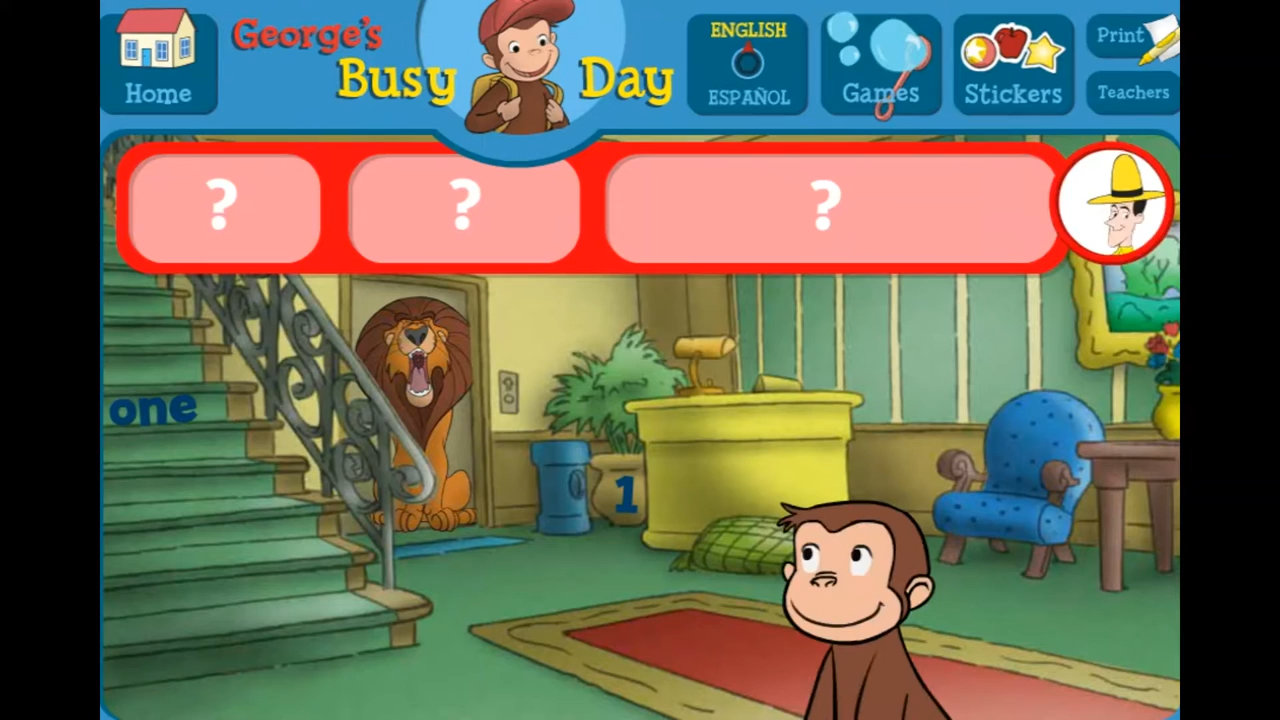 Home
George's
Busy Day
ENGLISH
ESPAÑOL
Games
Stickers
Print
Teachers
? ? ?
one
1